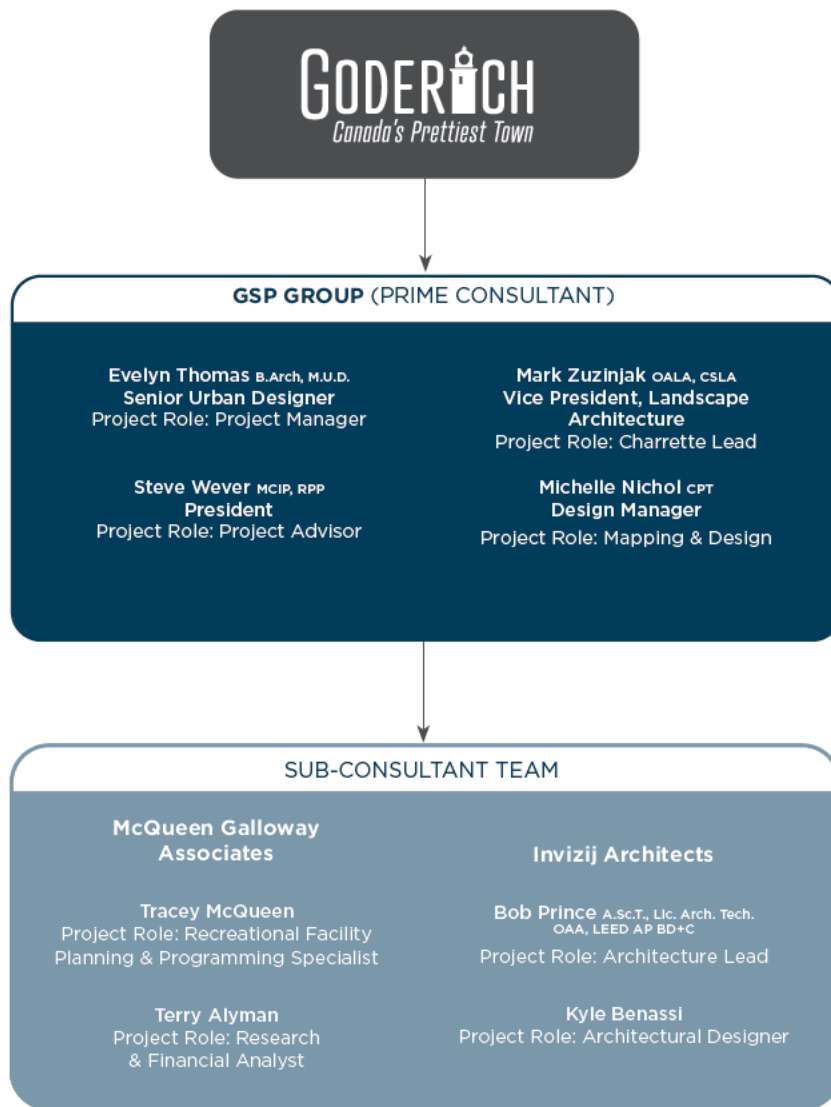 GODERICH
Canada's Prettiest Town
GSP GROUP (PRIME CONSULTANT)
Evelyn Thomas B.Arch, M.U.D.
Senior Urban Designer
Project Role: Project Manager
Mark Zuzinjak OALA, CSLA
Vice President, Landscape
Architecture
Project Role: Charrette Lead
Steve Wever MCIP, RPP
President
Project Role: Project Advisor
Michelle Nichol CPT
Design Manager
Project Role: Mapping & Design
SUB-CONSULTANT TEAM
McQueen Galloway
Associates
Tracey McQueen
Project Role: Recreational Facility
Planning & Programming Specialist
Terry Alyman
Project Role: Research
& Financial Analyst
Invizij Architects
Bob Prince A.Sc.T., Lic. Arch. Tech.
OAA, LEED AP BD+C
Project Role: Architecture Lead
Kyle Benassi
Project Role: Architectural Designer